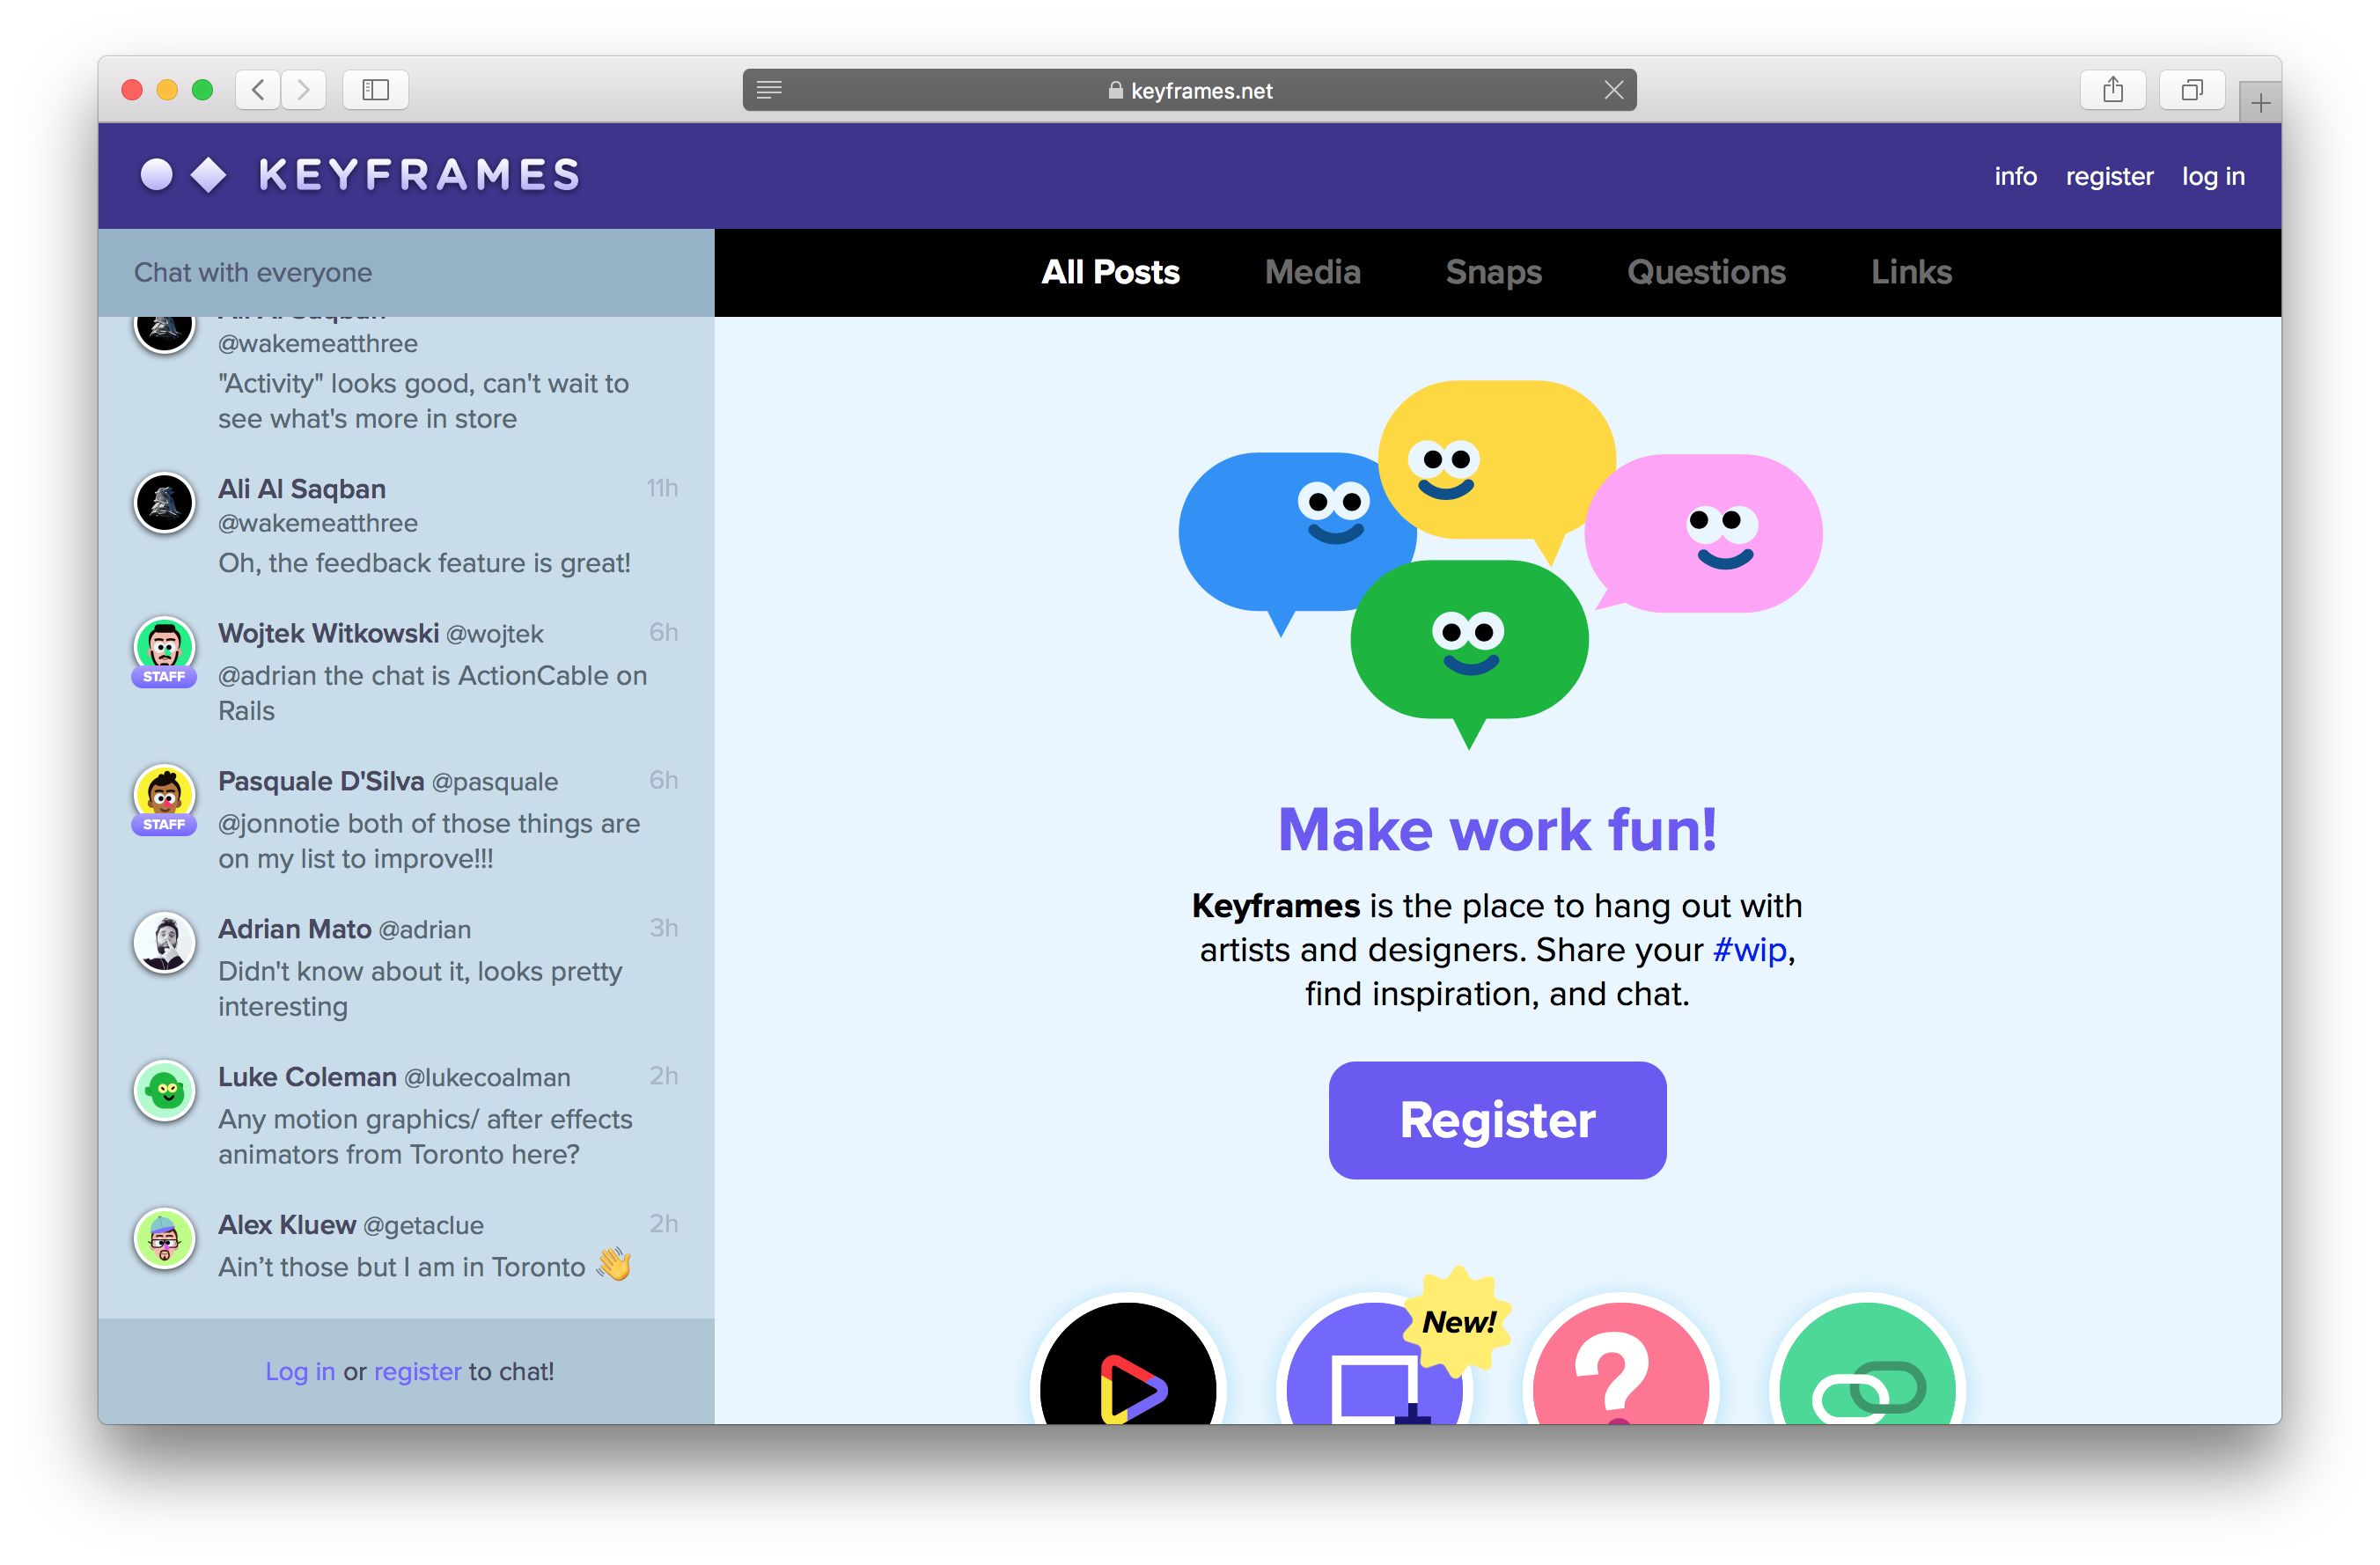 keyframes.net
KEYFRAMES
info register log in
Chat with everyone
All Posts Media Snaps Questions Links
Ali Al Saqban
@wakemeatthree
"Activity" looks good, can't wait to
see what's more in store
Ali Al Saqban 11h
@wakemeatthree
Oh, the feedback feature is great!
Wojtek Witkowski @wojtek 6h
STAFF
@adrian the chat is ActionCable on
Rails
Pasquale D'Silva @pasquale 6h
STAFF
@jonnotie both of those things are
on my list to improve!!!
Adrian Mato @adrian 3h
Didn't know about it, looks pretty
interesting
Luke Coleman @lukecoalman 2h
Any motion graphics/ after effects
animators from Toronto here?
Alex Kluew @getaclue 2h
Ain’t those but I am in Toronto 👋
Log in or register to chat!
Make work fun!
Keyframes is the place to hang out with
artists and designers. Share your #wip,
find inspiration, and chat.
Register
New!